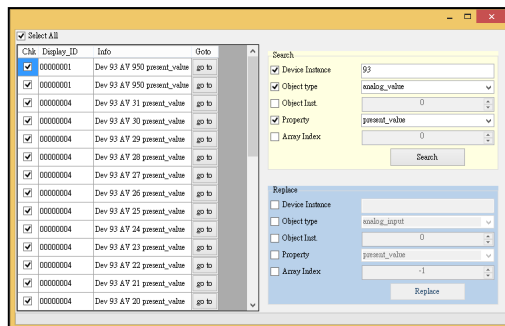 Select All
Chk Display_ID Info Goto
00000001 Dev 93 AV 950 present_value go to
00000001 Dev 93 AV 950 present_value go to
00000004 Dev 93 AV 31 present_value go to
00000004 Dev 93 AV 30 present_value go to
00000004 Dev 93 AV 29 present_value go to
00000004 Dev 93 AV 28 present_value go to
00000004 Dev 93 AV 27 present_value go to
00000004 Dev 93 AV 26 present_value go to
00000004 Dev 93 AV 25 present_value go to
00000004 Dev 93 AV 24 present_value go to
00000004 Dev 93 AV 23 present_value go to
00000004 Dev 93 AV 22 present_value go to
00000004 Dev 93 AV 21 present_value go to
00000004 Dev 93 AV 20 present_value go to
Search
Device Instance 93
Object type analog_value
Object Inst. 0
Property present_value
Array Index 0
Search
Replace
Device Instance
Object type analog_input
Object Inst. 0
Property present_value
Array Index -1
Replace